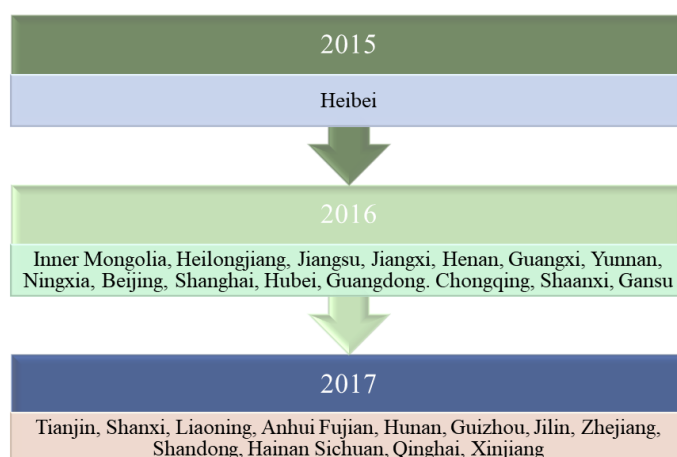 2015
Heibei
2016
Inner Mongolia, Heilongjiang, Jiangsu, Jiangxi, Henan, Guangxi, Yunnan,
Ningxia, Beijing, Shanghai, Hubei, Guangdong. Chongqing, Shaanxi, Gansu
2017
Tianjin, Shanxi, Liaoning, Anhui Fujian, Hunan, Guizhou, Jilin, Zhejiang,
Shandong, Hainan Sichuan, Qinghai, Xinjiang